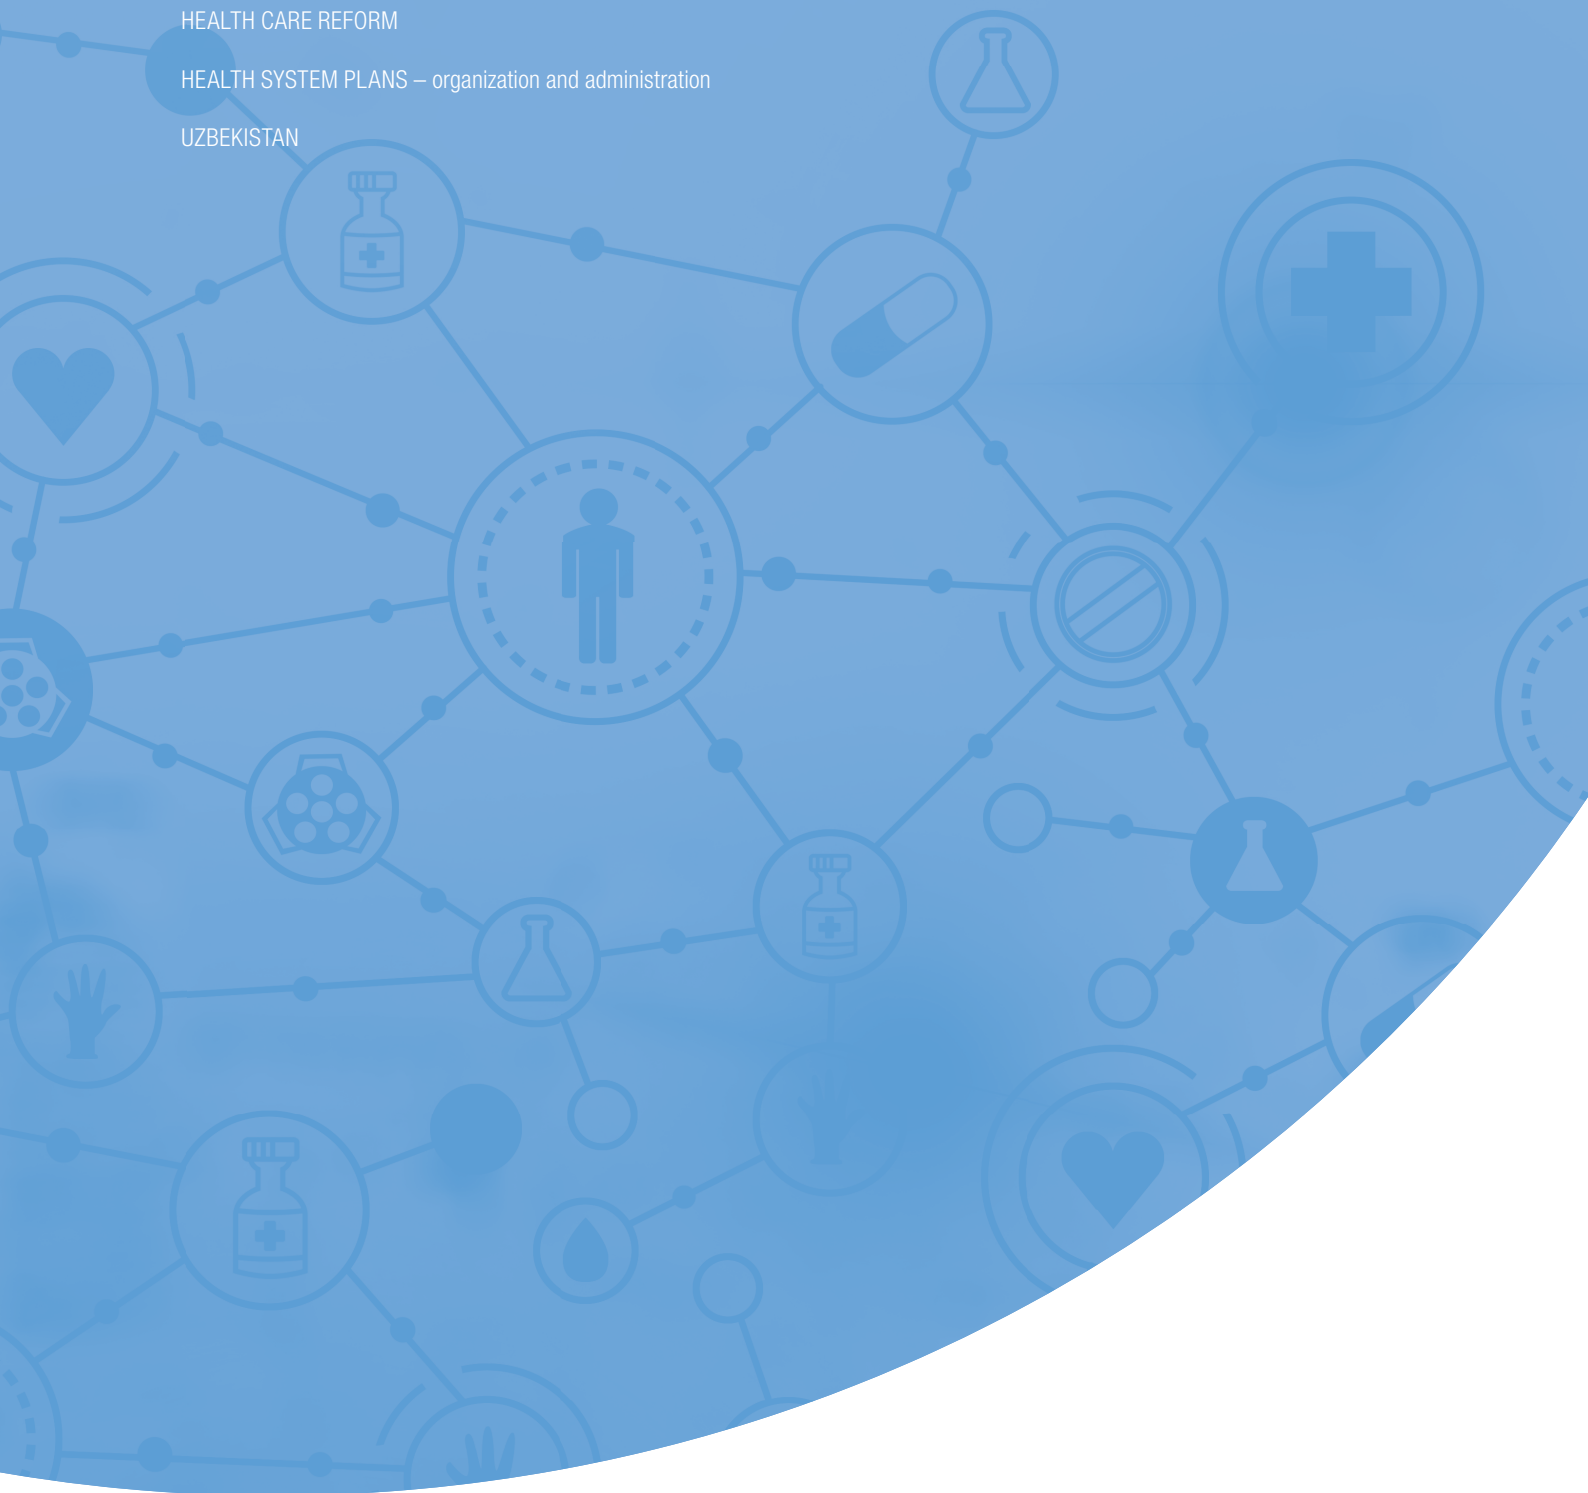 HEALTH CARE REFORM
HEALTH SYSTEM PLANS – organization and administration
UZBEKISTAN